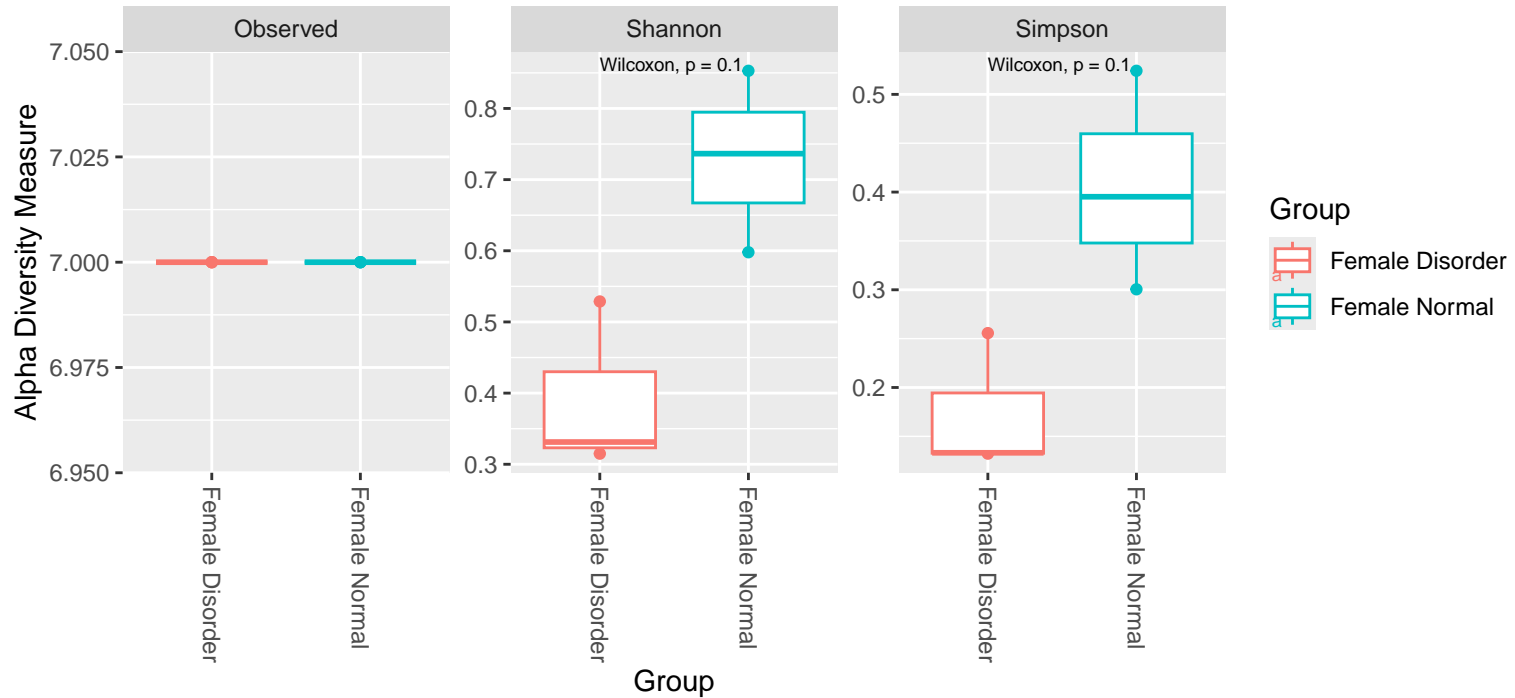 Observed
Shannon
Simpson
Alpha Diversity Measure
7.050
7.025
7.000
6.975
6.950
Wilcoxon, p = 0.1
0.8
0.7
0.6
0.5
0.4
0.3
Wilcoxon, p = 0.1
0.5
0.4
0.3
0.2
Female Disorder
Female Normal
Female Disorder
Female Normal
Female Disorder
Female Normal
Group
Group
a
Female Disorder
a
Female Normal